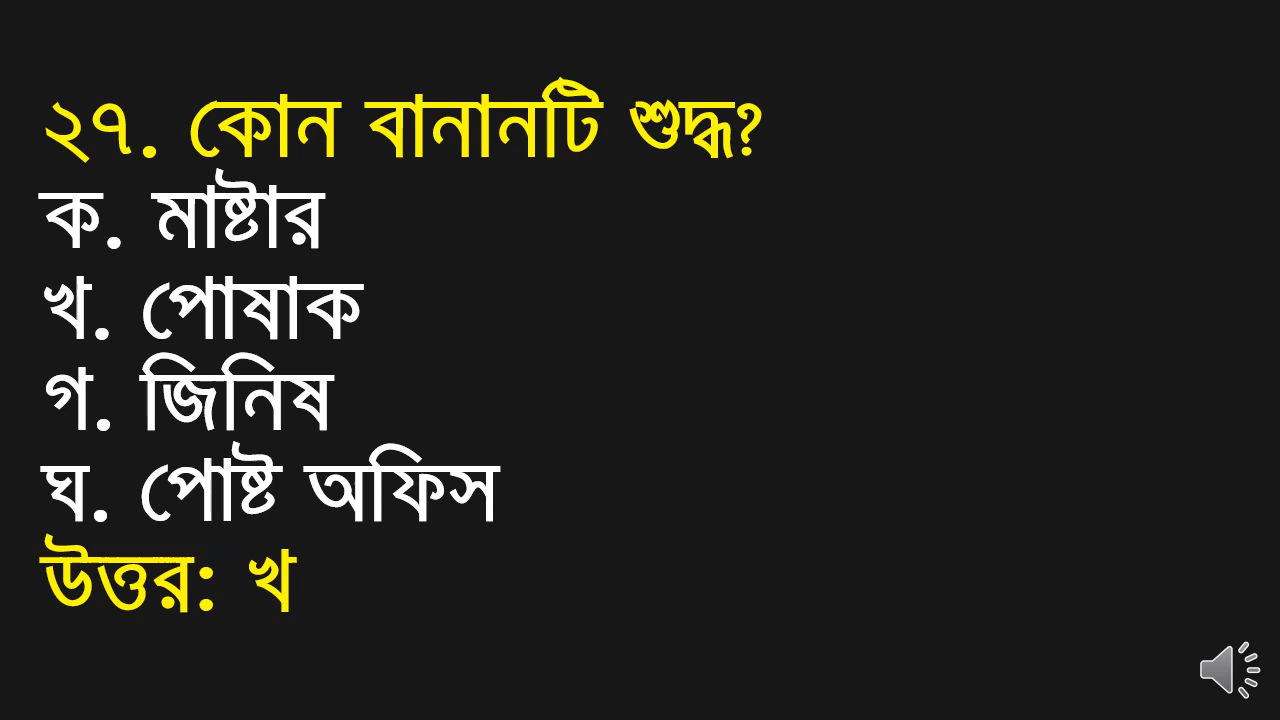 ২৭. কোন বানানটি শুদ্ধ?
ক. মাষ্টার
খ. পোষাক
গ. জিনিষ
ঘ. পোষ্ট অফিস
উত্তর: খ